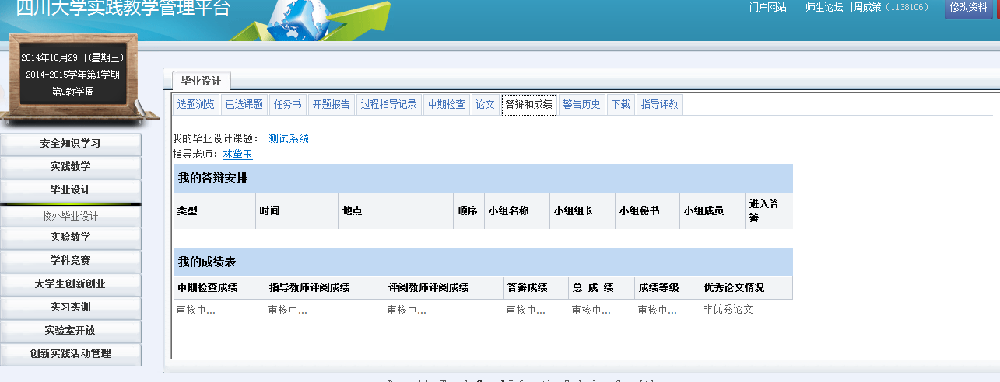 四川大学实践教学管理平台
门户网站 | 师生论坛 |周成策（1138106） 修改资料
2014年10月29日(星期三)
2014-2015学年第1学期
第9教学周
安全知识学习
实践教学
毕业设计
校外毕业设计
实验教学
学科竞赛
大学生创新创业
实习实训
实验室开放
创新实践活动管理
毕业设计
选题浏览 已选课题 任务书 开题报告 过程指导记录 中期检查 论文 答辩和成绩 警告历史 下载 指导评教
我的毕业设计课题： 测试系统
指导老师：林黛玉
我的答辩安排
类型 时间 地点 顺序 小组名称 小组组长 小组秘书 小组成员 进入答辩
我的成绩表
中期检查成绩 指导教师评阅成绩 评阅教师评阅成绩 答辩成绩 总 成 绩 成绩等级 优秀论文情况
审核中... 审核中... 审核中... 审核中... 审核中... 审核中... 非优秀论文